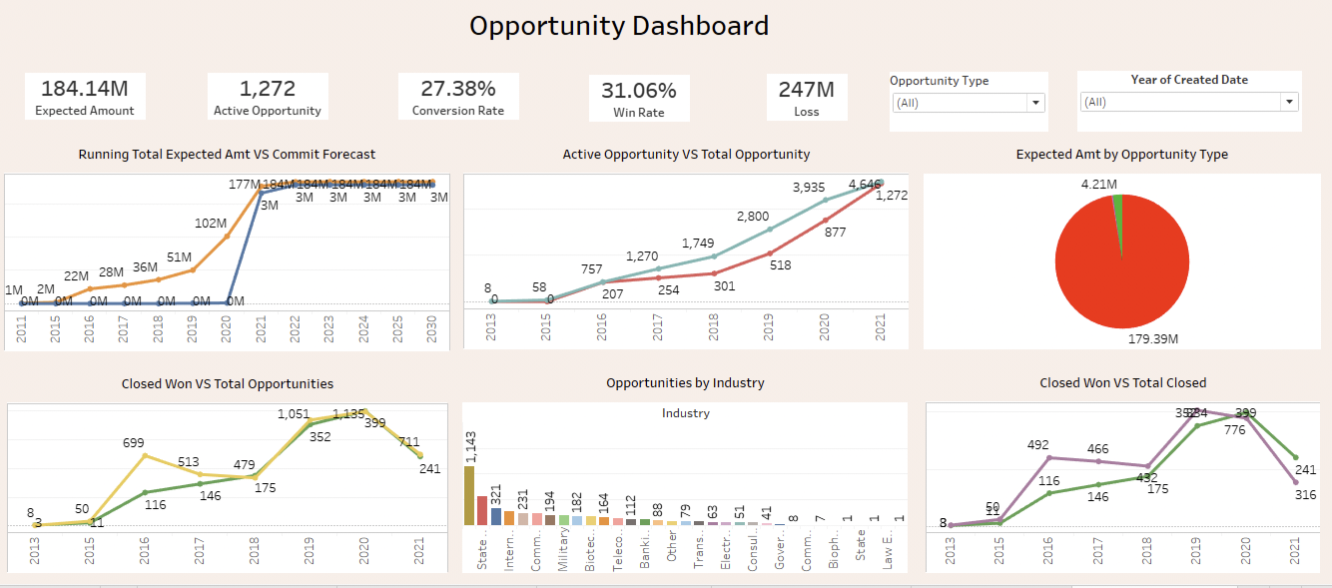 Opportunity Dashboard
184.14M
Expected Amount
1,272
Active Opportunity
27.38%
Conversion Rate
31.06%
Win Rate
247M
Loss
Opportunity Type
(All)
Year of Created Date
(All)
Running Total Expected Amt VS Commit Forecast
177M 184M 184M 184M 184M 184M
3M 3M 3M 3M 3M 3M
102M
51M
36M
28M
22M
2M
1M
0M 0M 0M 0M 0M 0M 0M
2011 2015 2016 2017 2018 2019 2020 2021 2022 2023 2024 2025 2030
Active Opportunity VS Total Opportunity
8 58 757 1,270 1,749 2,800 3,935 4,646
0 207 254 301 518 877 1,272
2013 2015 2016 2017 2018 2019 2020 2021
Expected Amt by Opportunity Type
4.21M
179.39M
Closed Won VS Total Opportunities
8 50 699 513 479 1,051 1,135 711
3 11 116 146 175 352 399 241
2013 2015 2016 2017 2018 2019 2020 2021
Opportunities by Industry
Industry
1,143 321 231 194 182 164 112 88 79 63 51 41 8 7 1 1 1
State .. Intern.. Comm.. Military Biotec.. Teleco.. Banki.. Other Trans.. Electr.. Consul.. Gover.. Comm.. Bioph.. State Law E..
Closed Won VS Total Closed
8 50 492 466 432 776 316
11 116 146 175 399 241
2013 2015 2016 2017 2018 2019 2020 2021